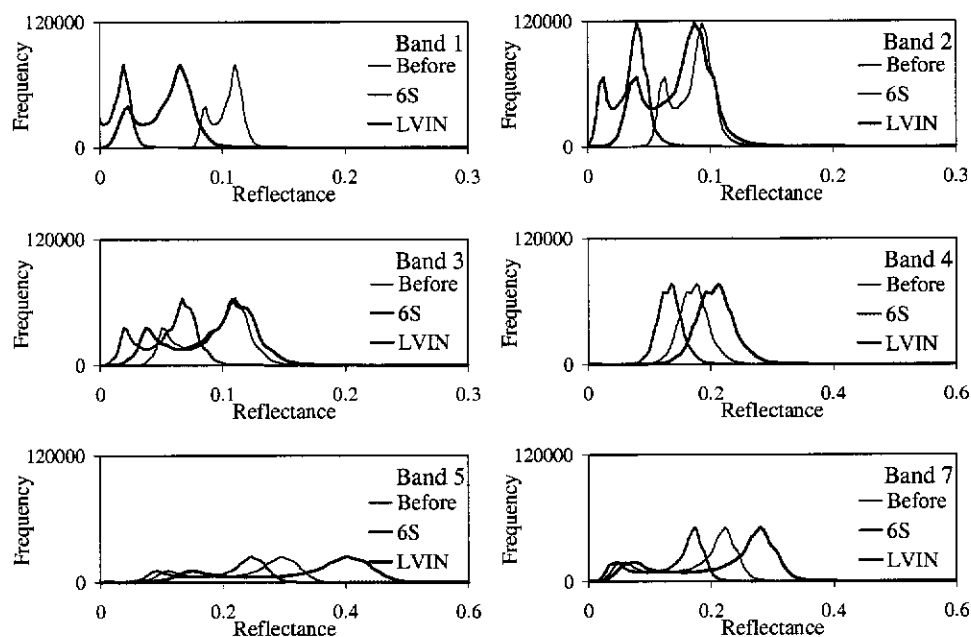 120000
Frequency
0
Band 1
Before
6S
LVIN
0
0.1
0.2
0.3
Reflectance
120000
Frequency
0
Band 2
Before
6S
LVIN
0
0.1
0.2
0.3
Reflectance
120000
Frequency
0
Band 3
Before
6S
LVIN
0
0.1
0.2
0.3
Reflectance
120000
Frequency
0
Band 4
Before
6S
LVIN
0
0.2
0.4
0.6
Reflectance
120000
Frequency
0
Band 5
Before
6S
LVIN
0
0.2
0.4
0.6
Reflectance
120000
Frequency
0
Band 7
Before
6S
LVIN
0
0.2
0.4
0.6
Reflectance